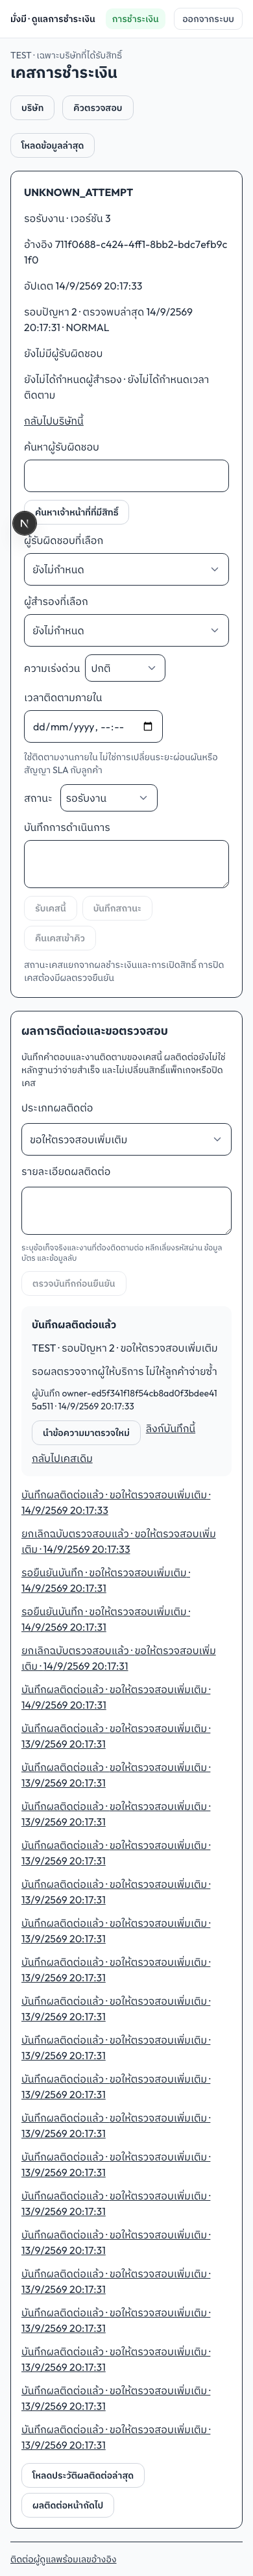 มั่งมี · ดูแลการชำระเงิน
การชำระเงิน
ออกจากระบบ
TEST · เฉพาะบริษัทที่ได้รับสิทธิ์
เคสการชำระเงิน
บริษัท
คิวตรวจสอบ
โหลดข้อมูลล่าสุด
UNKNOWN_ATTEMPT
รอรับงาน · เวอร์ชัน 3
อ้างอิง 711f0688-c424-4ff1-8bb2-bdc7efb9c
1f0
อัปเดต 14/9/2569 20:17:33
รอบปัญหา 2 · ตรวจพบล่าสุด 14/9/2569
20:17:31 · NORMAL
ยังไม่มีผู้รับผิดชอบ
ยังไม่ได้กำหนดผู้สำรอง · ยังไม่กำหนดเวลา
ติดตาม
กลับไปบริษัทนี้
ค้นหาผู้รับผิดชอบ
ค้นหาเจ้าหน้าที่ที่มีสิทธิ์
N
ผู้รับผิดชอบที่เลือก
ยังไม่กำหนด
ผู้สำรองที่เลือก
ยังไม่กำหนด
ความเร่งด่วน ปกติ
เวลาติดตามภายใน
dd/mm/yyyy, --:--
ใช้ติดตามงานภายใน ไม่ใช่การเปลี่ยนระยะผ่อนผันหรือ
สัญญา SLA กับลูกค้า
สถานะ รอรับงาน
บันทึกการดำเนินการ
รับเคสนี้
บันทึกสถานะ
คืนเคสเข้าคิว
สถานะเคสแยกจากผลชำระเงินและการเปิดสิทธิ์ การปิด
เคสต้องมีผลตรวจยืนยัน
ผลการติดต่อและขอตรวจสอบ
บันทึกคำตอบและงานติดตามของเคสนี้ ผลติดต่อยังไม่ใช่
หลักฐานว่าจ่ายสำเร็จ และไม่เปลี่ยนสิทธิ์แพ็กเกจหรือปิด
เคส
ประเภทผลติดต่อ
ขอให้ตรวจสอบเพิ่มเติม
รายละเอียดผลติดต่อ
ระบุข้อเท็จจริงและงานที่ต้องติดตามต่อ หลีกเลี่ยงรหัสผ่าน ข้อมูล
บัตร และข้อมูลลับ
ตรวจบันทึกก่อนยืนยัน
บันทึกผลติดต่อแล้ว
TEST · รอบปัญหา 2 · ขอให้ตรวจสอบเพิ่มเติม
รอผลตรวจจากผู้ให้บริการ ไม่ให้ลูกค้าจ่ายซ้ำ
ผู้บันทึก owner-ed5f341f18f54cb8ad0f3bdee41
5a511 · 14/9/2569 20:17:33
นำข้อความมาตรวจใหม่
ลิงก์บันทึกนี้
กลับไปเคสเดิม
บันทึกผลติดต่อแล้ว · ขอให้ตรวจสอบเพิ่มเติม ·
14/9/2569 20:17:33
ยกเลิกฉบับตรวจสอบแล้ว · ขอให้ตรวจสอบเพิ่ม
เติม · 14/9/2569 20:17:33
รอยืนยันบันทึก · ขอให้ตรวจสอบเพิ่มเติม ·
14/9/2569 20:17:31
รอยืนยันบันทึก · ขอให้ตรวจสอบเพิ่มเติม ·
14/9/2569 20:17:31
ยกเลิกฉบับตรวจสอบแล้ว · ขอให้ตรวจสอบเพิ่ม
เติม · 14/9/2569 20:17:31
บันทึกผลติดต่อแล้ว · ขอให้ตรวจสอบเพิ่มเติม ·
14/9/2569 20:17:31
บันทึกผลติดต่อแล้ว · ขอให้ตรวจสอบเพิ่มเติม ·
13/9/2569 20:17:31
บันทึกผลติดต่อแล้ว · ขอให้ตรวจสอบเพิ่มเติม ·
13/9/2569 20:17:31
บันทึกผลติดต่อแล้ว · ขอให้ตรวจสอบเพิ่มเติม ·
13/9/2569 20:17:31
บันทึกผลติดต่อแล้ว · ขอให้ตรวจสอบเพิ่มเติม ·
13/9/2569 20:17:31
บันทึกผลติดต่อแล้ว · ขอให้ตรวจสอบเพิ่มเติม ·
13/9/2569 20:17:31
บันทึกผลติดต่อแล้ว · ขอให้ตรวจสอบเพิ่มเติม ·
13/9/2569 20:17:31
บันทึกผลติดต่อแล้ว · ขอให้ตรวจสอบเพิ่มเติม ·
13/9/2569 20:17:31
บันทึกผลติดต่อแล้ว · ขอให้ตรวจสอบเพิ่มเติม ·
13/9/2569 20:17:31
บันทึกผลติดต่อแล้ว · ขอให้ตรวจสอบเพิ่มเติม ·
13/9/2569 20:17:31
บันทึกผลติดต่อแล้ว · ขอให้ตรวจสอบเพิ่มเติม ·
13/9/2569 20:17:31
บันทึกผลติดต่อแล้ว · ขอให้ตรวจสอบเพิ่มเติม ·
13/9/2569 20:17:31
บันทึกผลติดต่อแล้ว · ขอให้ตรวจสอบเพิ่มเติม ·
13/9/2569 20:17:31
บันทึกผลติดต่อแล้ว · ขอให้ตรวจสอบเพิ่มเติม ·
13/9/2569 20:17:31
บันทึกผลติดต่อแล้ว · ขอให้ตรวจสอบเพิ่มเติม ·
13/9/2569 20:17:31
บันทึกผลติดต่อแล้ว · ขอให้ตรวจสอบเพิ่มเติม ·
13/9/2569 20:17:31
บันทึกผลติดต่อแล้ว · ขอให้ตรวจสอบเพิ่มเติม ·
13/9/2569 20:17:31
บันทึกผลติดต่อแล้ว · ขอให้ตรวจสอบเพิ่มเติม ·
13/9/2569 20:17:31
บันทึกผลติดต่อแล้ว · ขอให้ตรวจสอบเพิ่มเติม ·
13/9/2569 20:17:31
บันทึกผลติดต่อแล้ว · ขอให้ตรวจสอบเพิ่มเติม ·
13/9/2569 20:17:31
โหลดประวัติผลติดต่อล่าสุด
ผลติดต่อหน้าถัดไป
ติดต่อผู้ดูแลพร้อมเลขอ้างอิง